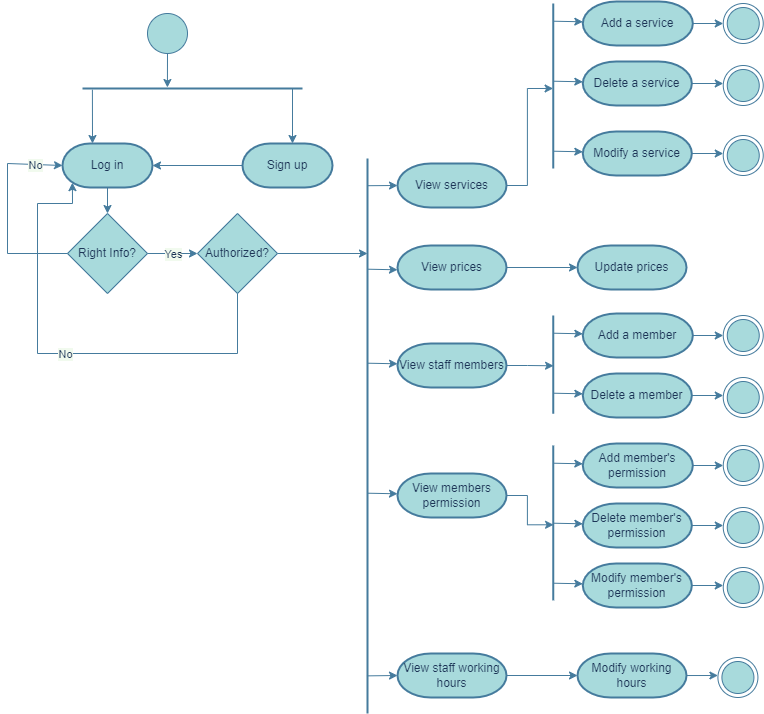 Add a service
Delete a service
Modify a service
No
Log in
Sign up
View services
Right Info?
Yes
Authorized?
View prices
Update prices
No
View staff members
Add a member
Delete a member
View members
permission
Add member's
permission
Delete member's
permission
Modify member's
permission
View staff working
hours
Modify working
hours